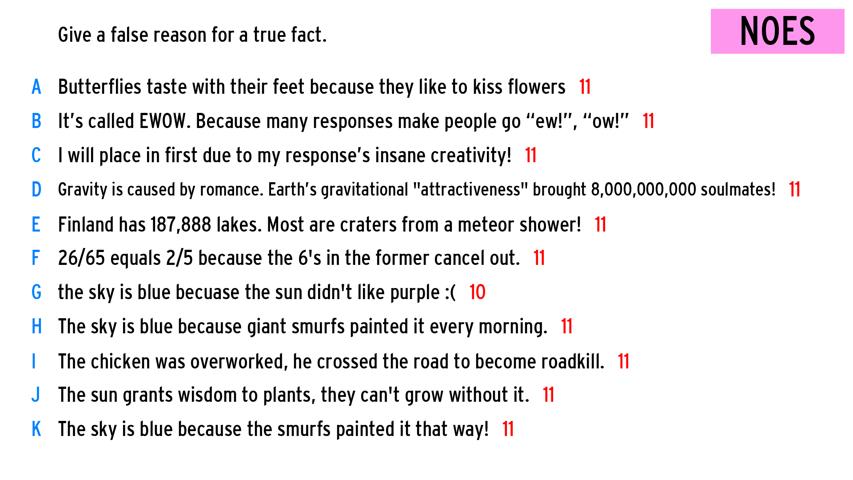 Give a false reason for a true fact.
NOES
A Butterflies taste with their feet because they like to kiss flowers 11
B It’s called EWOW. Because many responses make people go “ew!”, “ow!” 11
C I will place in first due to my response’s insane creativity! 11
D Gravity is caused by romance. Earth’s gravitational "attractiveness" brought 8,000,000,000 soulmates! 11
E Finland has 187,888 lakes. Most are craters from a meteor shower! 11
F 26/65 equals 2/5 because the 6's in the former cancel out. 11
G the sky is blue becuase the sun didn't like purple :( 10
H The sky is blue because giant smurfs painted it every morning. 11
I The chicken was overworked, he crossed the road to become roadkill. 11
J The sun grants wisdom to plants, they can't grow without it. 11
K The sky is blue because the smurfs painted it that way! 11